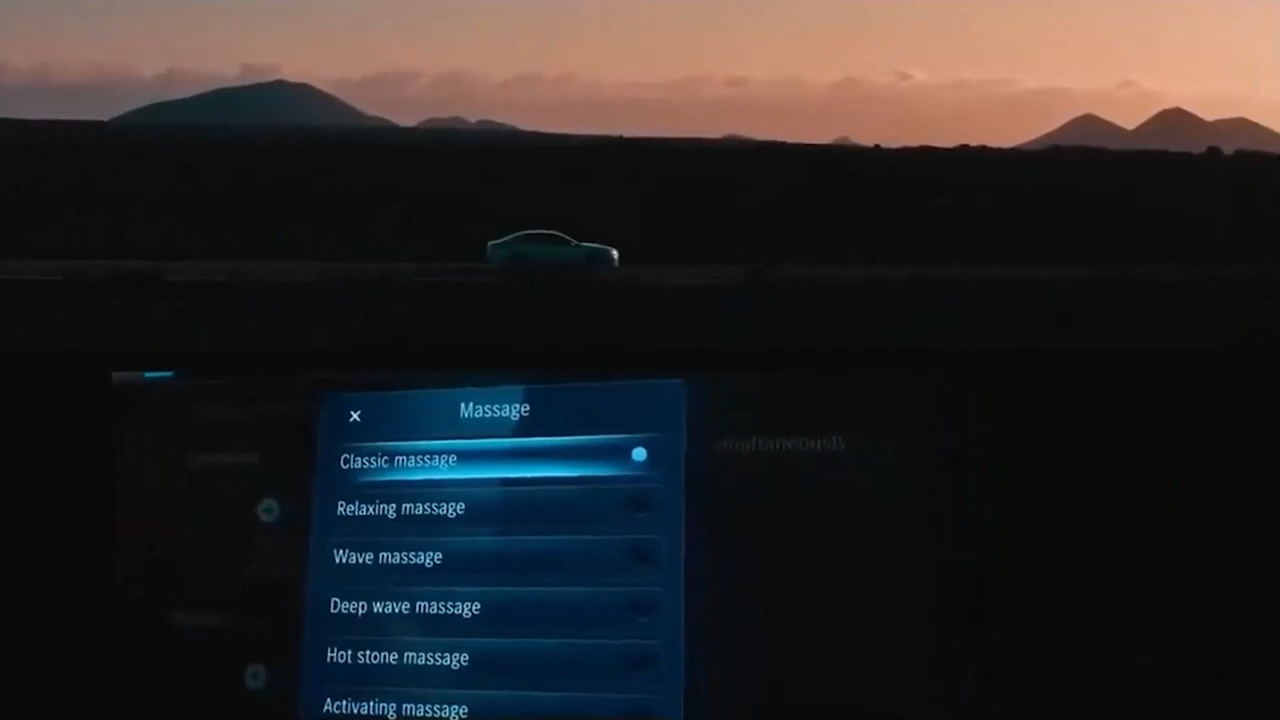 Massage
Classic massage
Relaxing massage
Wave massage
Deep wave massage
Hot stone massage
Activating massage